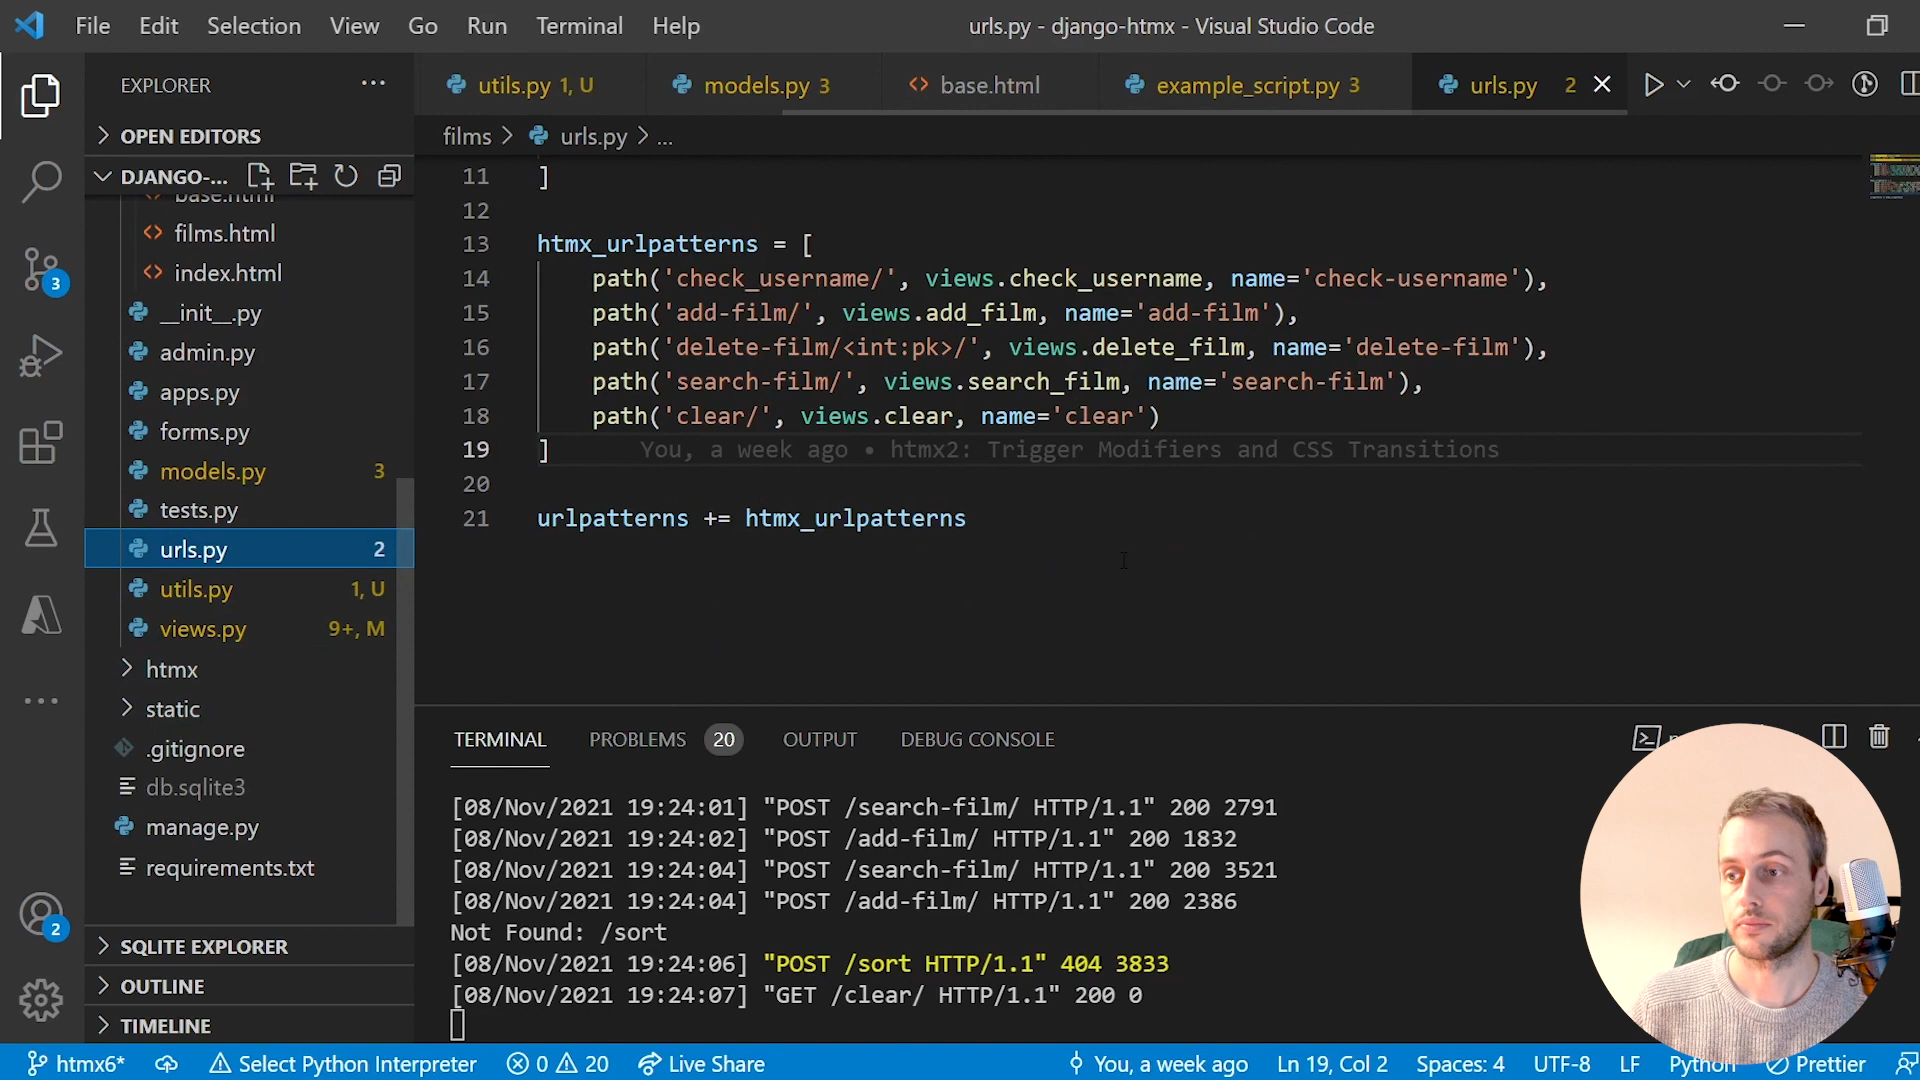 File Edit Selection View Go Run Terminal Help urls.py - django-htmx - Visual Studio Code
EXPLORER
utils.py 1, U models.py 3 base.html example_script.py 3 urls.py 2
OPEN EDITORS
films > urls.py > ...
DJANGO-...
base.html
films.html
index.html
__init__.py
admin.py
apps.py
forms.py
models.py 3
tests.py
urls.py 2
utils.py 1, U
views.py 9+, M
htmx
static
.gitignore
db.sqlite3
manage.py
requirements.txt
SQLITE EXPLORER
OUTLINE
TIMELINE
3
2
11 ]
12
13 htmx_urlpatterns = [
14 path('check_username/', views.check_username, name='check-username'),
15 path('add-film/', views.add_film, name='add-film'),
16 path('delete-film/<int:pk>/', views.delete_film, name='delete-film'),
17 path('search-film/', views.search_film, name='search-film'),
18 path('clear/', views.clear, name='clear')
19 ] You, a week ago • htmx2: Trigger Modifiers and CSS Transitions
20
21 urlpatterns += htmx_urlpatterns
TERMINAL PROBLEMS 20 OUTPUT DEBUG CONSOLE
[08/Nov/2021 19:24:01] "POST /search-film/ HTTP/1.1" 200 2791
[08/Nov/2021 19:24:02] "POST /add-film/ HTTP/1.1" 200 1832
[08/Nov/2021 19:24:04] "POST /search-film/ HTTP/1.1" 200 3521
[08/Nov/2021 19:24:04] "POST /add-film/ HTTP/1.1" 200 2386
Not Found: /sort
[08/Nov/2021 19:24:06] "POST /sort HTTP/1.1" 404 3833
[08/Nov/2021 19:24:07] "GET /clear/ HTTP/1.1" 200 0
htmx6* Select Python Interpreter 0 20 Live Share You, a week ago Ln 19, Col 2 Spaces: 4 UTF-8 LF Python Prettier